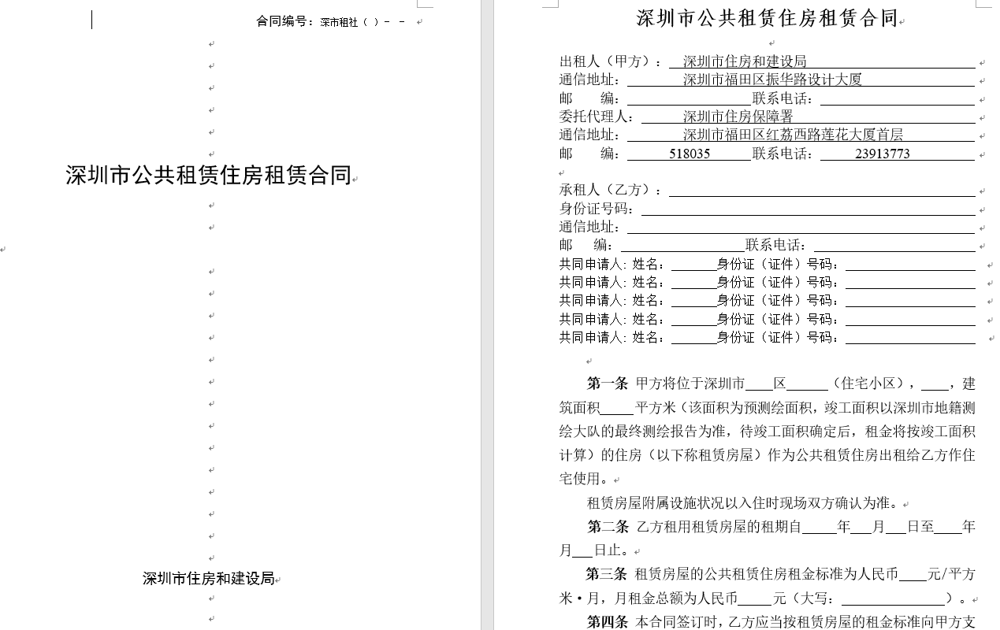 合同编号：深市租社（ ）- -
深圳市公共租赁住房租赁合同
深圳市住房和建设局
深圳市公共租赁住房租赁合同
出租人（甲方）： 深圳市住房和建设局
通信地址： 深圳市福田区振华路设计大厦
邮 编：____联系电话：____
委托代理人： 深圳市住房保障署
通信地址： 深圳市福田区红荔西路莲花大厦首层
邮 编： 518035 联系电话： 23913773
承租人（乙方）：____
身份证号码：____
通信地址：____
邮 编：____联系电话：____
共同申请人: 姓名：____身份证（证件）号码：____
共同申请人: 姓名：____身份证（证件）号码：____
共同申请人: 姓名：____身份证（证件）号码：____
共同申请人: 姓名：____身份证（证件）号码：____
共同申请人: 姓名：____身份证（证件）号码：____
第一条 甲方将位于深圳市____区____（住宅小区），____，建
筑面积____平方米（该面积为预测绘面积，竣工面积以深圳市地籍测
绘大队的最终测绘报告为准，待竣工面积确定后，租金将按竣工面积
计算）的住房（以下称租赁房屋）作为公共租赁住房出租给乙方作住
宅使用。
租赁房屋附属设施状况以入住时现场双方确认为准。
第二条 乙方租用租赁房屋的租期自____年___月___日至____年
月___日止。
第三条 租赁房屋的公共租赁住房租金标准为人民币____元/平方
米·月，月租金总额为人民币____元（大写：____）。
第四条 本合同签订时，乙方应当按租赁房屋的租金标准向甲方支